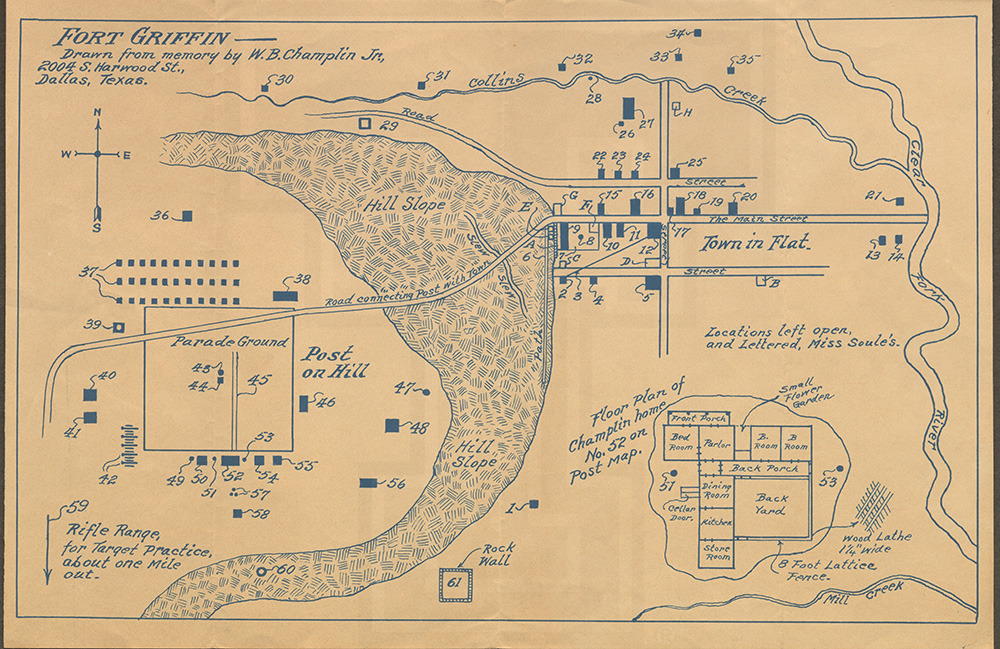 FORT GRIFFIN —
Drawn from memory by W.B. Champlin Jr,
2004 S. Harwood St.,
Dallas, Texas.
N
W
E
S
30
31
32
34
33
35
28
Collins
Creek
Road
29
26
27
H
22
23
24
25
Street
Clear
Fork
River
Hill Slope
E
G
F
15
16
18
19
20
21
17
The Main Street
A
6
9
8
7
C
10
11
12
Street
D
Town in Flat.
13
14
36
37
38
39
Road connecting Post with Town
Slew
Slew
2
3
4
5
Street
B
Path
Parade Ground
Post
on Hill
Locations left open,
and Lettered, Miss Soule's.
40
41
42
43
44
45
46
47
48
Hill
Slope
53
49
50
51
52
54
55
57
58
56
1
59
Rifle Range,
for Target Practice,
about one Mile
out.
60
Rock
Wall
61
Floor Plan of
Champlin home
No. 52 on
Post Map.
Small
Flower
Garden
Front Porch
Bed
Room
Parlor
B.
Room
B
Room
Back Porch
51
53
Dining
Room
Cellar
Door.
Back
Yard
Kitchen
Store
Room
Wood Lathe
1¼" wide
8 Foot Lattice
Fence.
Mill Creek